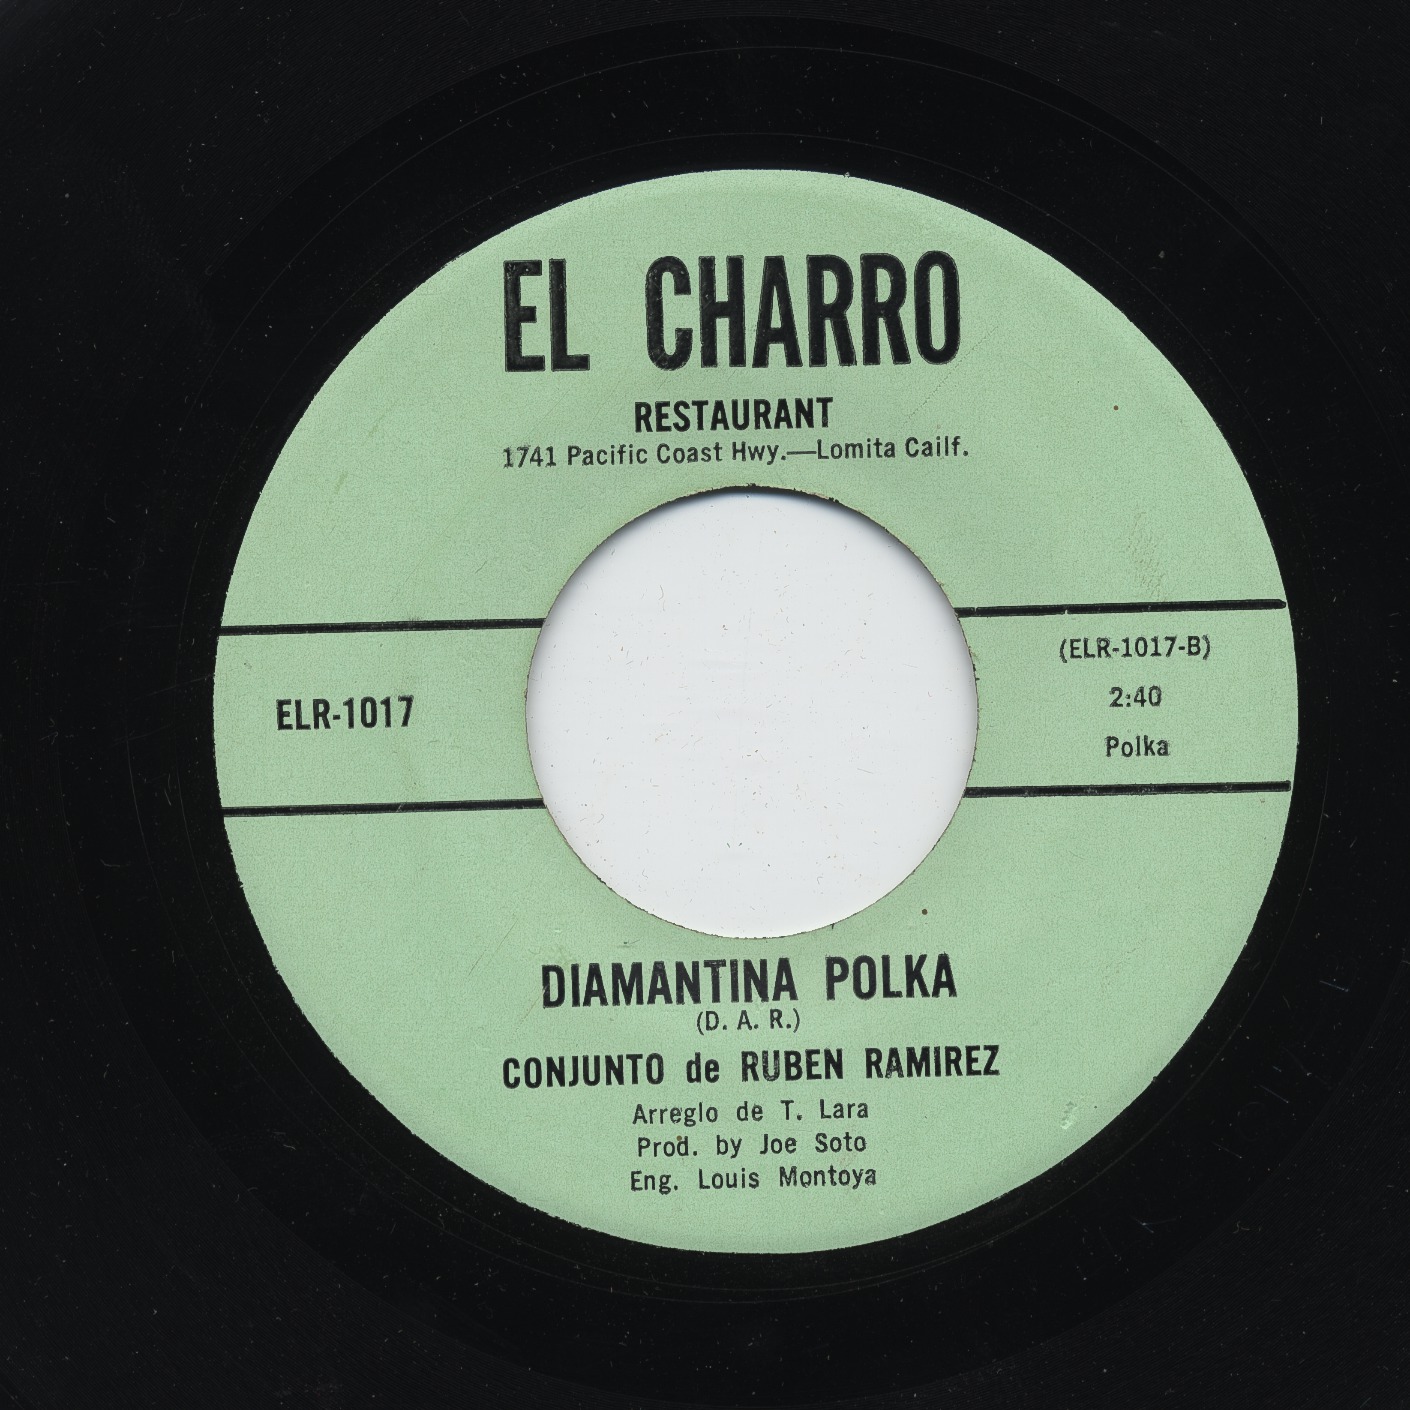 EL CHARRO
RESTAURANT
1741 Pacific Coast Hwy.—Lomita Cailf.
ELR-1017
(ELR-1017-B)
2:40
Polka
DIAMANTINA POLKA
(D. A. R.)
CONJUNTO de RUBEN RAMIREZ
Arreglo de T. Lara
Prod. by Joe Soto
Eng. Louis Montoya